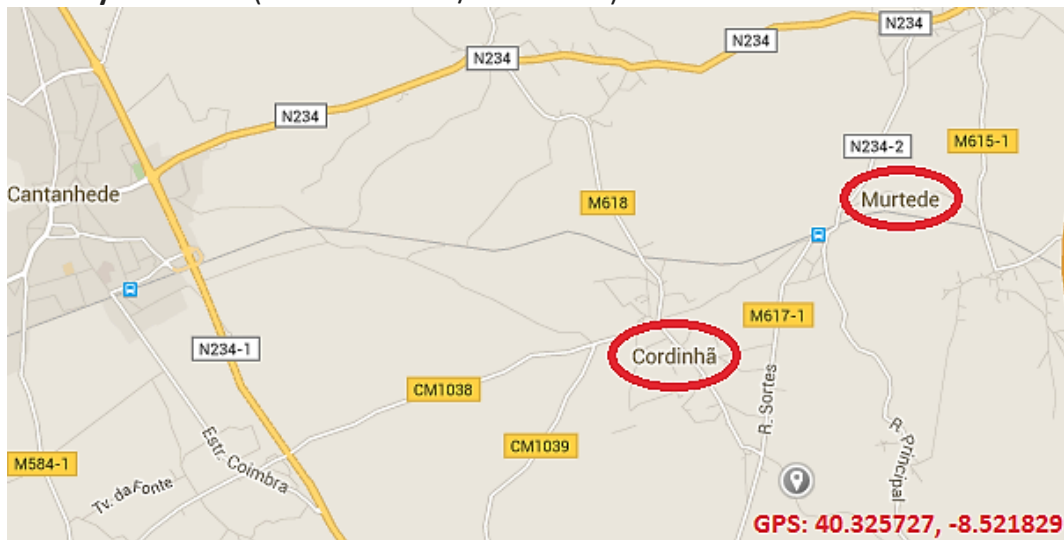 N234
N234
N234
N234
N234-2
M615-1
Cantanhede
M618
Murtede
M617-1
N234-1
Cordinhã
CM1038
R. Sortes
CM1039
Estr. Coimbra
R. Principal
M584-1
Tv. da Fonte
GPS: 40.325727, -8.521829